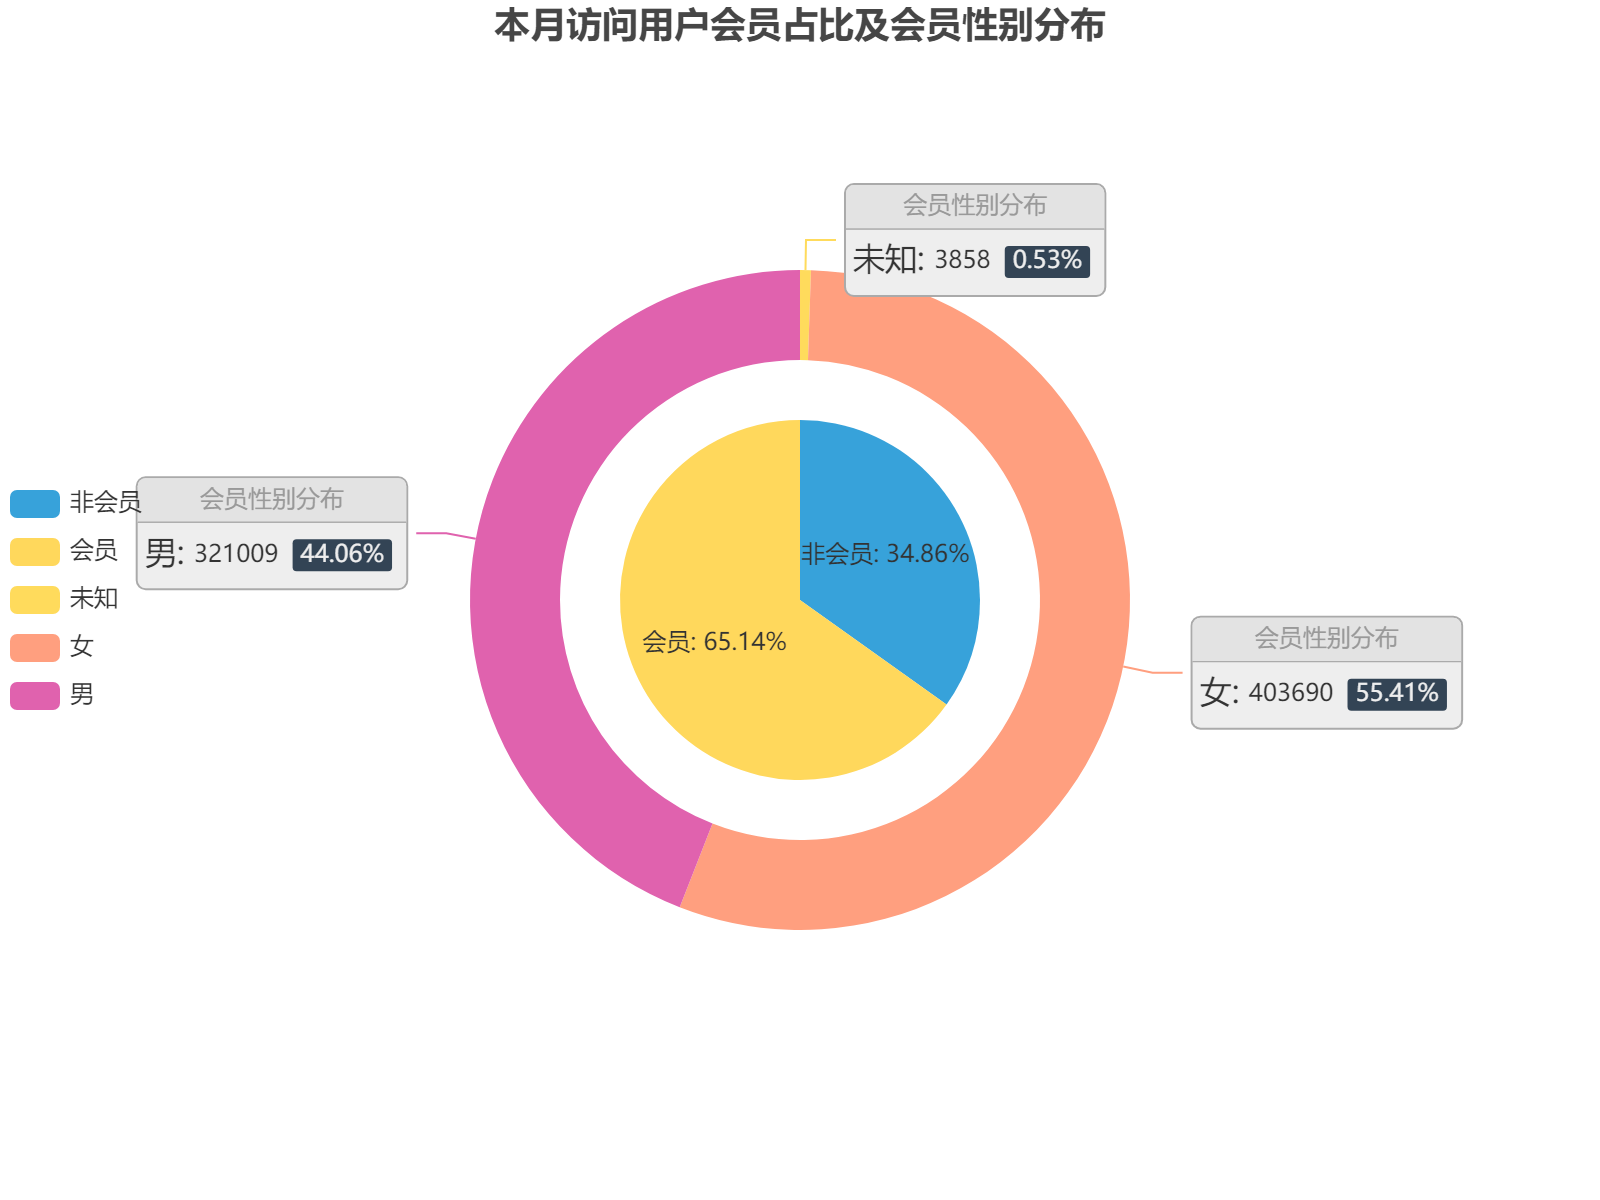 本月访问用户会员占比及会员性别分布
会员性别分布
未知: 3858 0.53%
非会员
会员
未知
女
男
会员性别分布
男: 321009 44.06%
非会员: 34.86%
会员: 65.14%
会员性别分布
女: 403690 55.41%